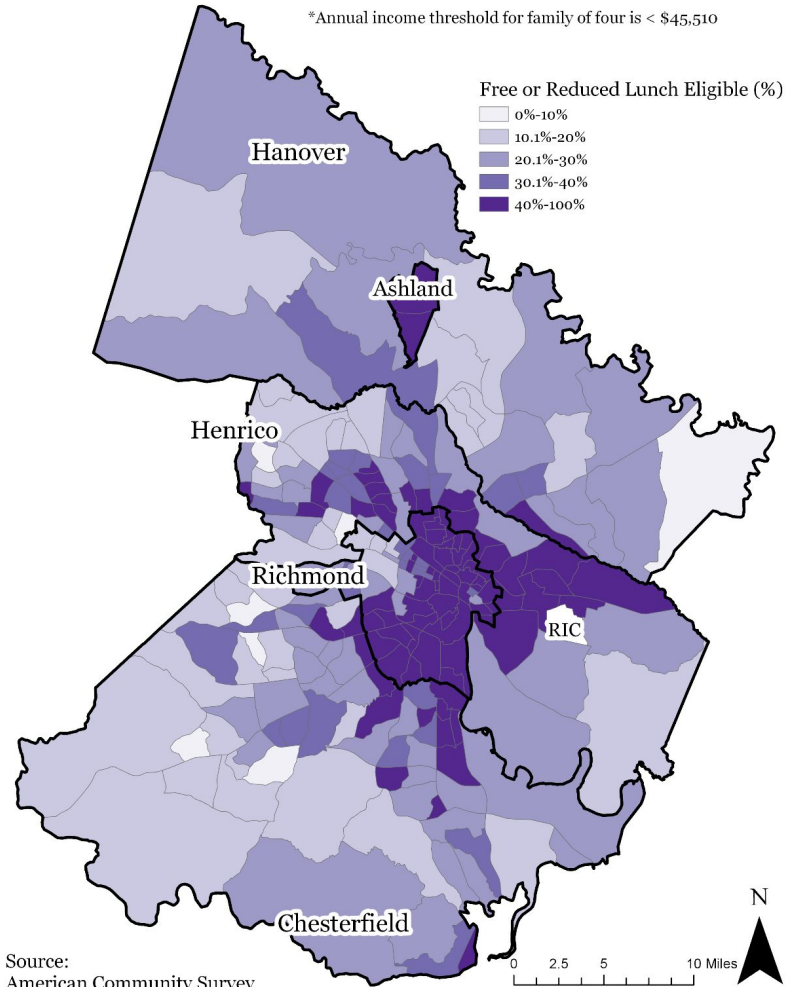 *Annual income threshold for family of four is < $45,510
Free or Reduced Lunch Eligible (%)
0%-10%
10.1%-20%
20.1%-30%
30.1%-40%
40%-100%
Hanover
Ashland
Henrico
Richmond
RIC
Chesterfield
N
0 2.5 5 10 Miles
Source:
American Community Survey